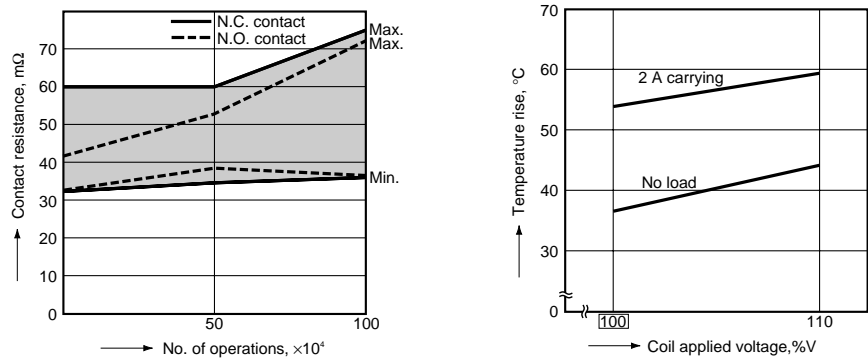 N.C. contact
N.O. contact
Contact resistance, mΩ
70
60
50
40
30
20
10
0
Max.
Max.
Min.
50
100
No. of operations, ×10⁴
Temperature rise, °C
70
60
50
40
30
0
2 A carrying
No load
100
110
Coil applied voltage,%V